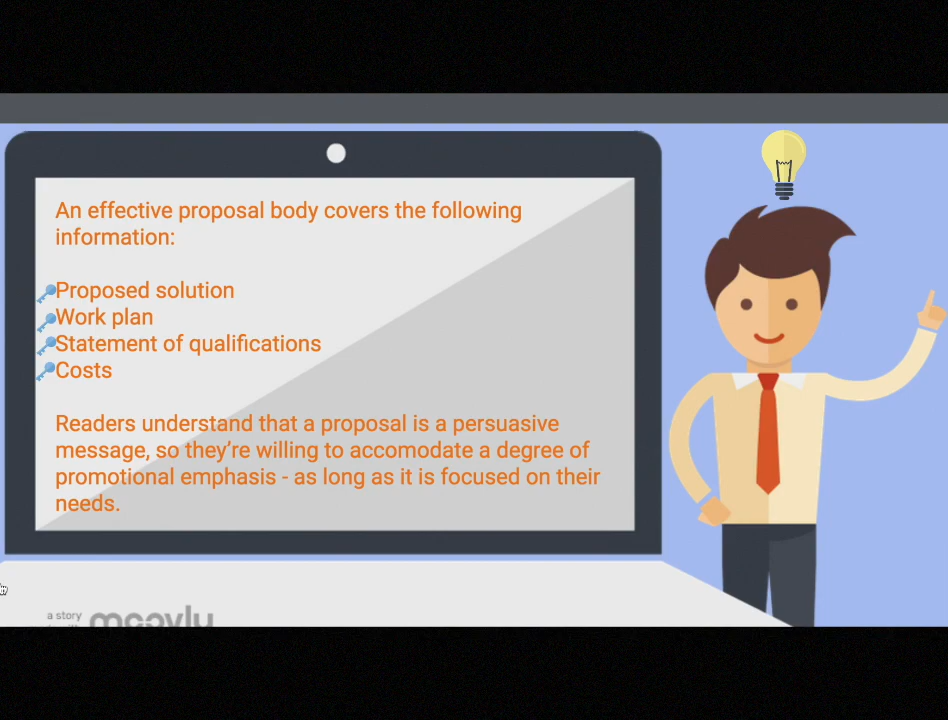 An effective proposal body covers the following
information:
Proposed solution
Work plan
Statement of qualifications
Costs
Readers understand that a proposal is a persuasive
message, so they’re willing to accomodate a degree of
promotional emphasis - as long as it is focused on their
needs.
a story
moovly